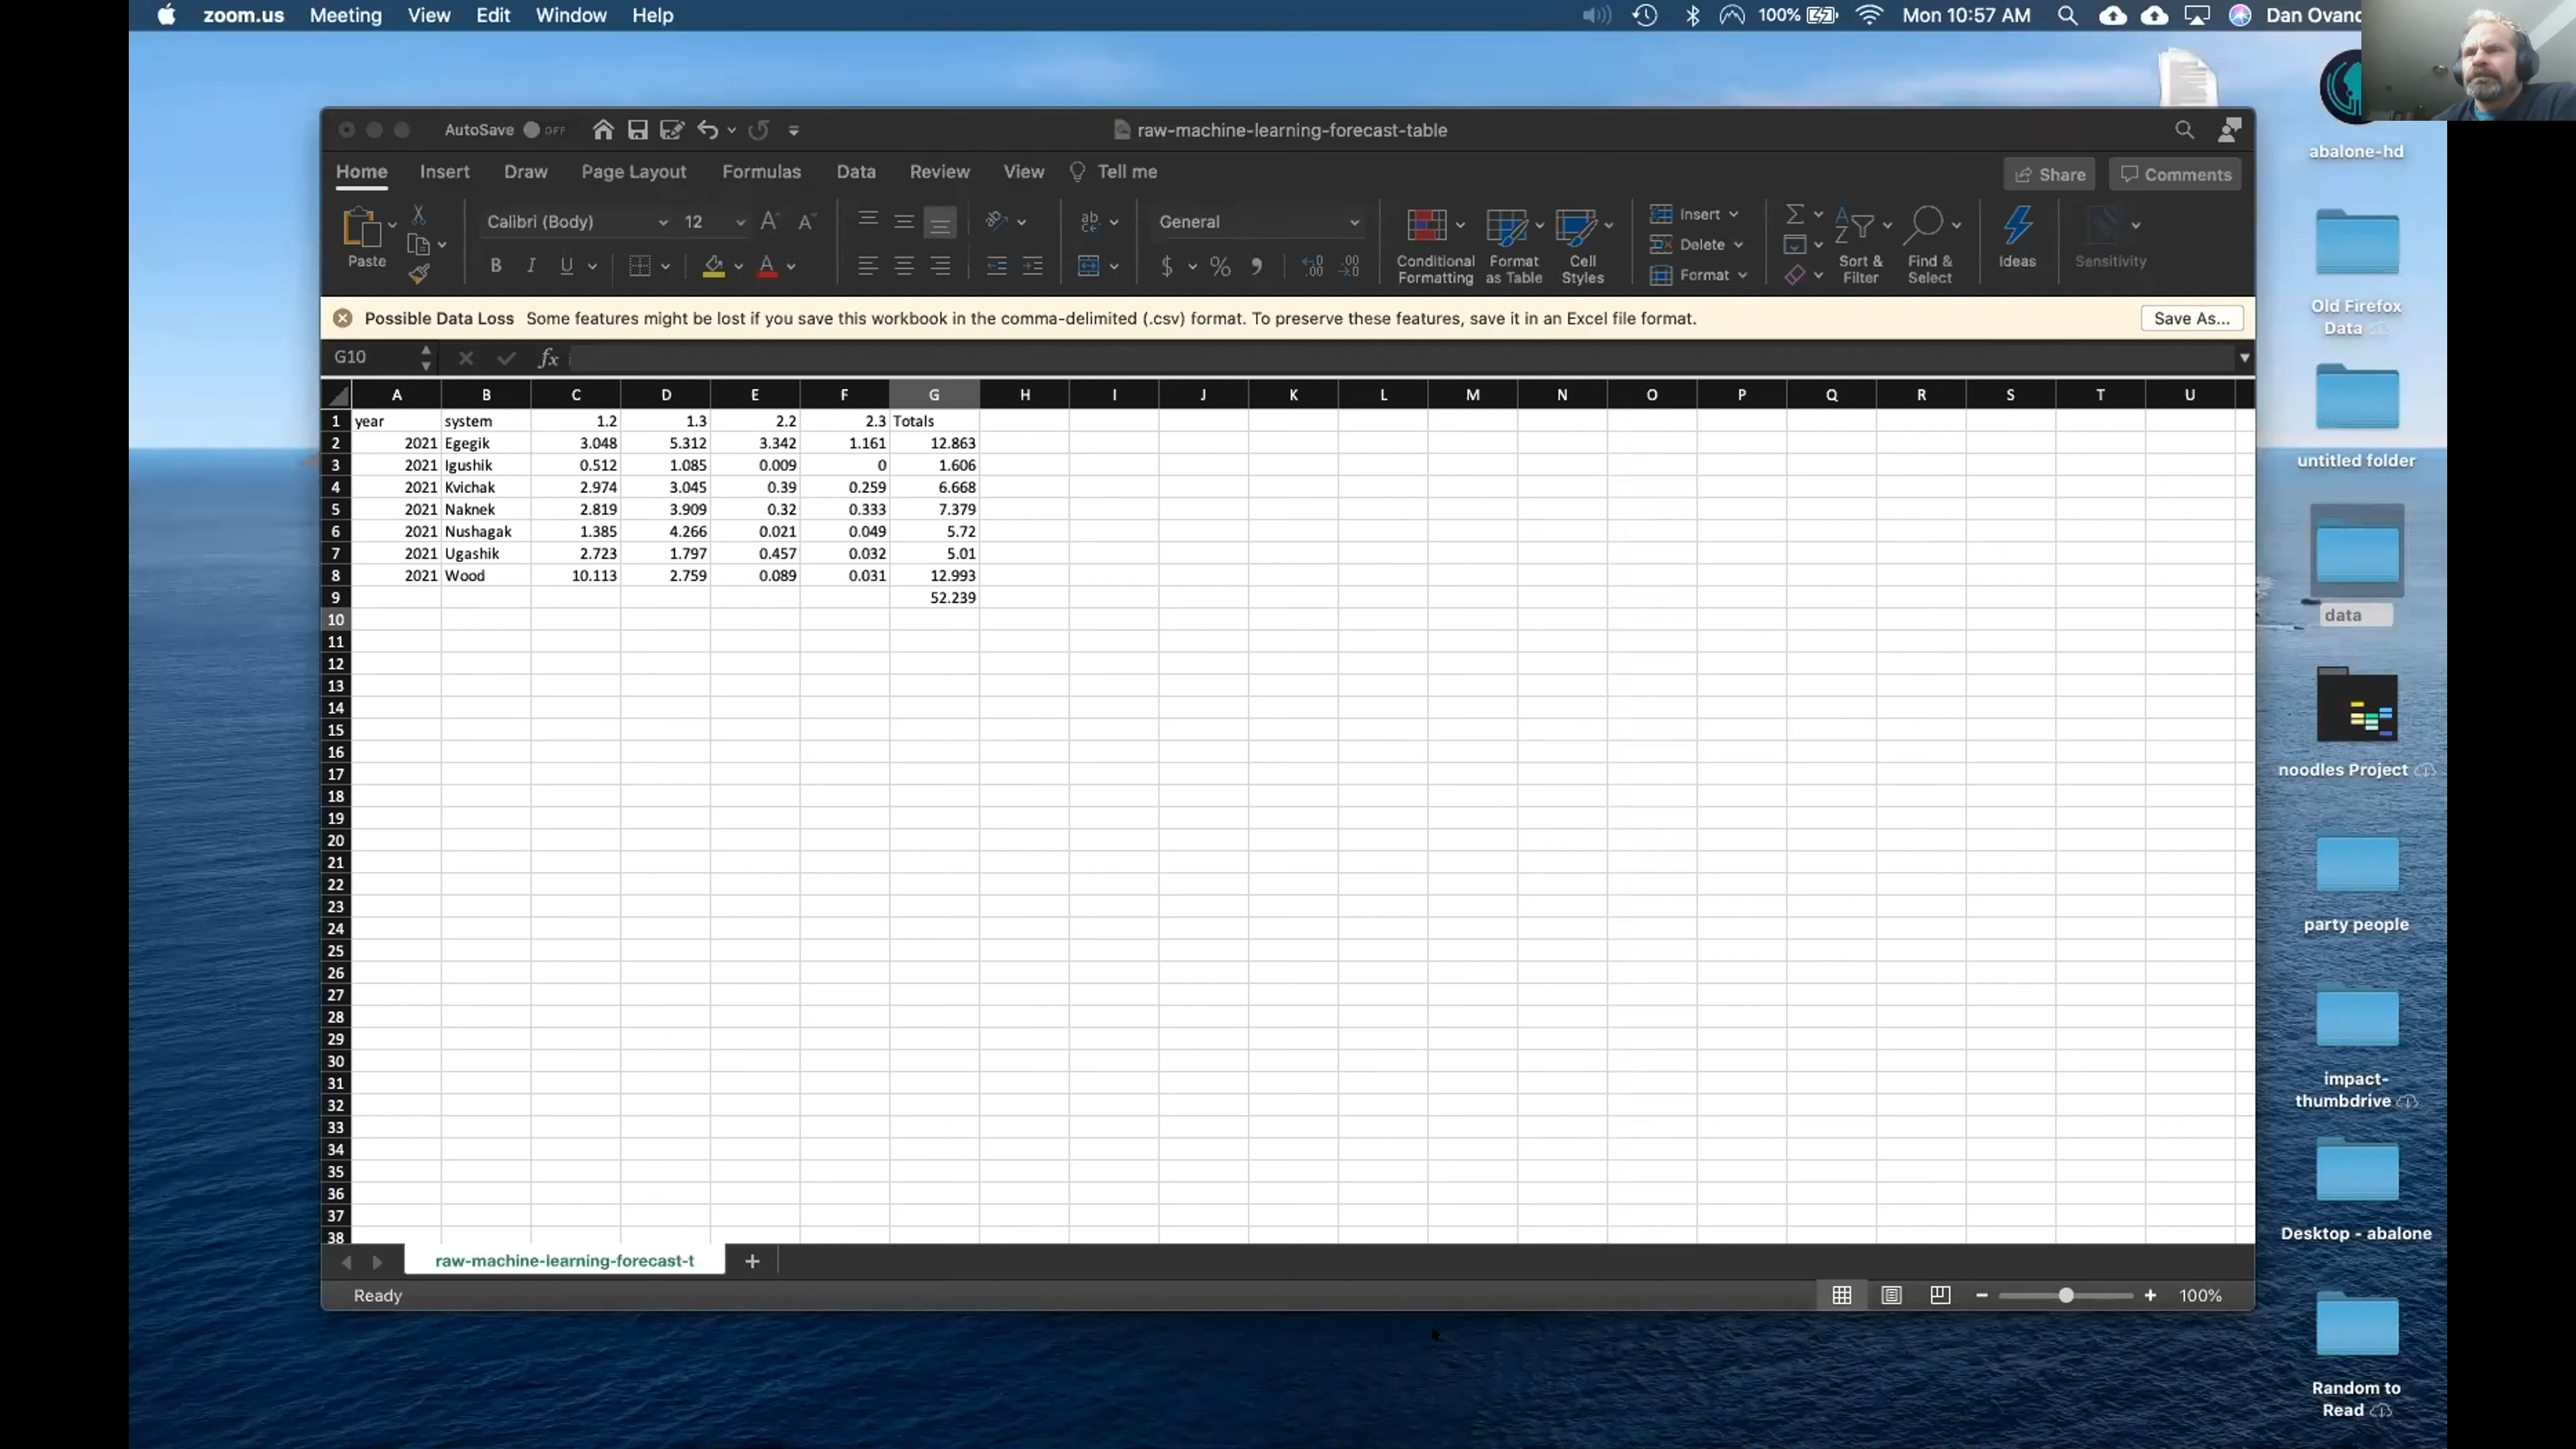 zoom.us Meeting View Edit Window Help 100% Mon 10:57 AM Dan Ovand
AutoSave OFF raw-machine-learning-forecast-table
Home Insert Draw Page Layout Formulas Data Review View Tell me Share Comments
Paste Calibri (Body) 12 General Conditional Formatting Format as Table Cell Styles Insert Delete Format Sort & Filter Find & Select Ideas Sensitivity
Possible Data Loss Some features might be lost if you save this workbook in the comma-delimited (.csv) format. To preserve these features, save it in an Excel file format. Save As...
G10 fx
A B C D E F G H I J K L M N O P Q R S T U
1 year system 1.2 1.3 2.2 2.3 Totals
2 2021 Egegik 3.048 5.312 3.342 1.161 12.863
3 2021 Igushik 0.512 1.085 0.009 0 1.606
4 2021 Kvichak 2.974 3.045 0.39 0.259 6.668
5 2021 Naknek 2.819 3.909 0.32 0.333 7.379
6 2021 Nushagak 1.385 4.266 0.021 0.049 5.72
7 2021 Ugashik 2.723 1.797 0.457 0.032 5.01
8 2021 Wood 10.113 2.759 0.089 0.031 12.993
9 52.239
10
11
12
13
14
15
16
17
18
19
20
21
22
23
24
25
26
27
28
29
30
31
32
33
34
35
36
37
38
raw-machine-learning-forecast-t
Ready 100%
abalone-hd
Old Firefox
Data
untitled folder
data
noodles Project
party people
impact-
thumbdrive
Desktop - abalone
Random to
Read